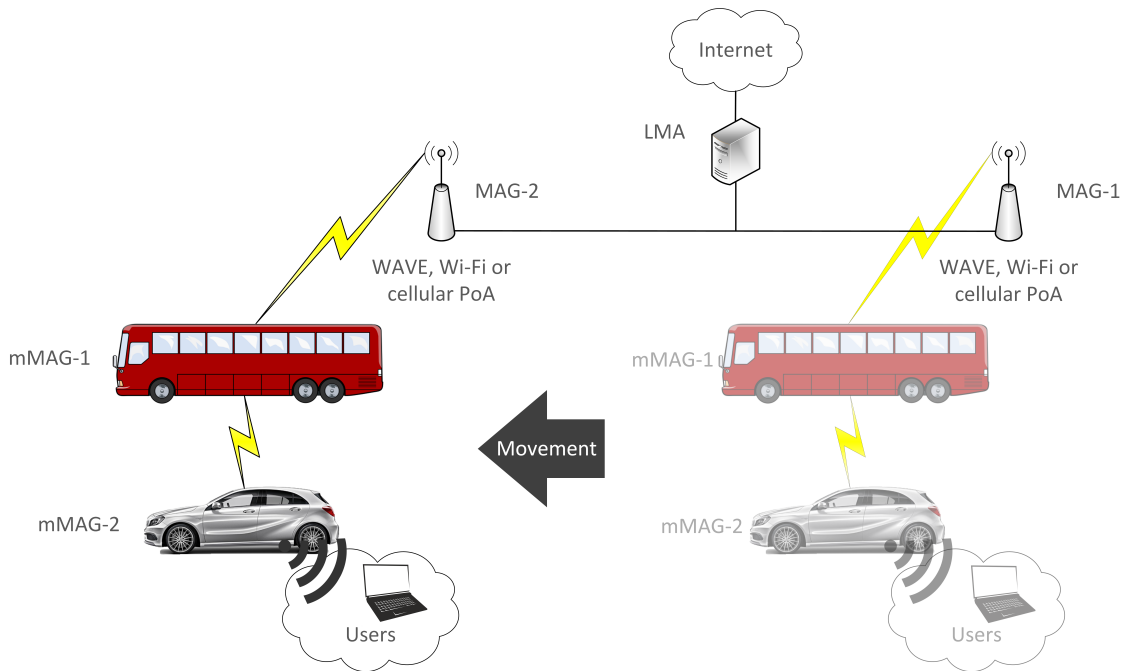 Internet
LMA
MAG-2
MAG-1
WAVE, Wi-Fi or
cellular PoA
WAVE, Wi-Fi or
cellular PoA
mMAG-1
mMAG-1
Movement
mMAG-2
mMAG-2
Users
Users